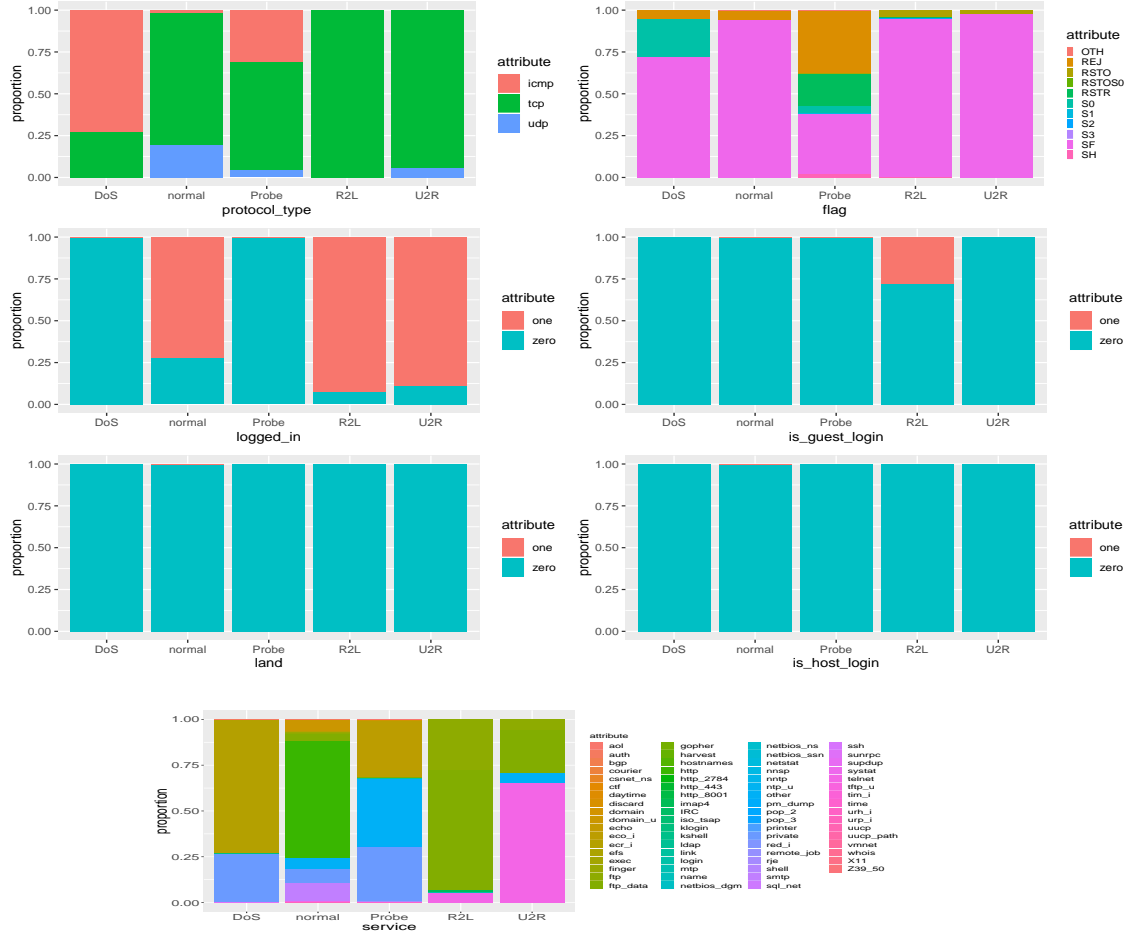 proportion
1.00
0.75
0.50
0.25
0.00
DoS normal Probe R2L U2R
protocol_type
attribute
icmp
tcp
udp
proportion
1.00
0.75
0.50
0.25
0.00
DoS normal Probe R2L U2R
flag
attribute
OTH
REJ
RSTO
RSTOS0
RSTR
S0
S1
S2
S3
SF
SH
proportion
1.00
0.75
0.50
0.25
0.00
DoS normal Probe R2L U2R
logged_in
attribute
one
zero
proportion
1.00
0.75
0.50
0.25
0.00
DoS normal Probe R2L U2R
is_guest_login
attribute
one
zero
proportion
1.00
0.75
0.50
0.25
0.00
DoS normal Probe R2L U2R
land
attribute
one
zero
proportion
1.00
0.75
0.50
0.25
0.00
DoS normal Probe R2L U2R
is_host_login
attribute
one
zero
proportion
1.00
0.75
0.50
0.25
0.00
DoS normal Probe R2L U2R
service
attribute
aol
auth
bgp
courier
csnet_ns
ctf
daytime
discard
domain
domain_u
echo
eco_i
ecr_i
efs
exec
finger
ftp
ftp_data
gopher
harvest
hostnames
http
http_2784
http_443
http_8001
imap4
IRC
iso_tsap
klogin
kshell
ldap
link
login
mtp
name
netbios_dgm
netbios_ns
netbios_ssn
netstat
nnsp
nntp
ntp_u
other
pm_dump
pop_2
pop_3
printer
private
red_i
remote_job
rje
shell
smtp
sql_net
ssh
sunrpc
supdup
systat
telnet
tftp_u
tim_i
time
urh_i
urp_i
uucp
uucp_path
vmnet
whois
X11
Z39_50